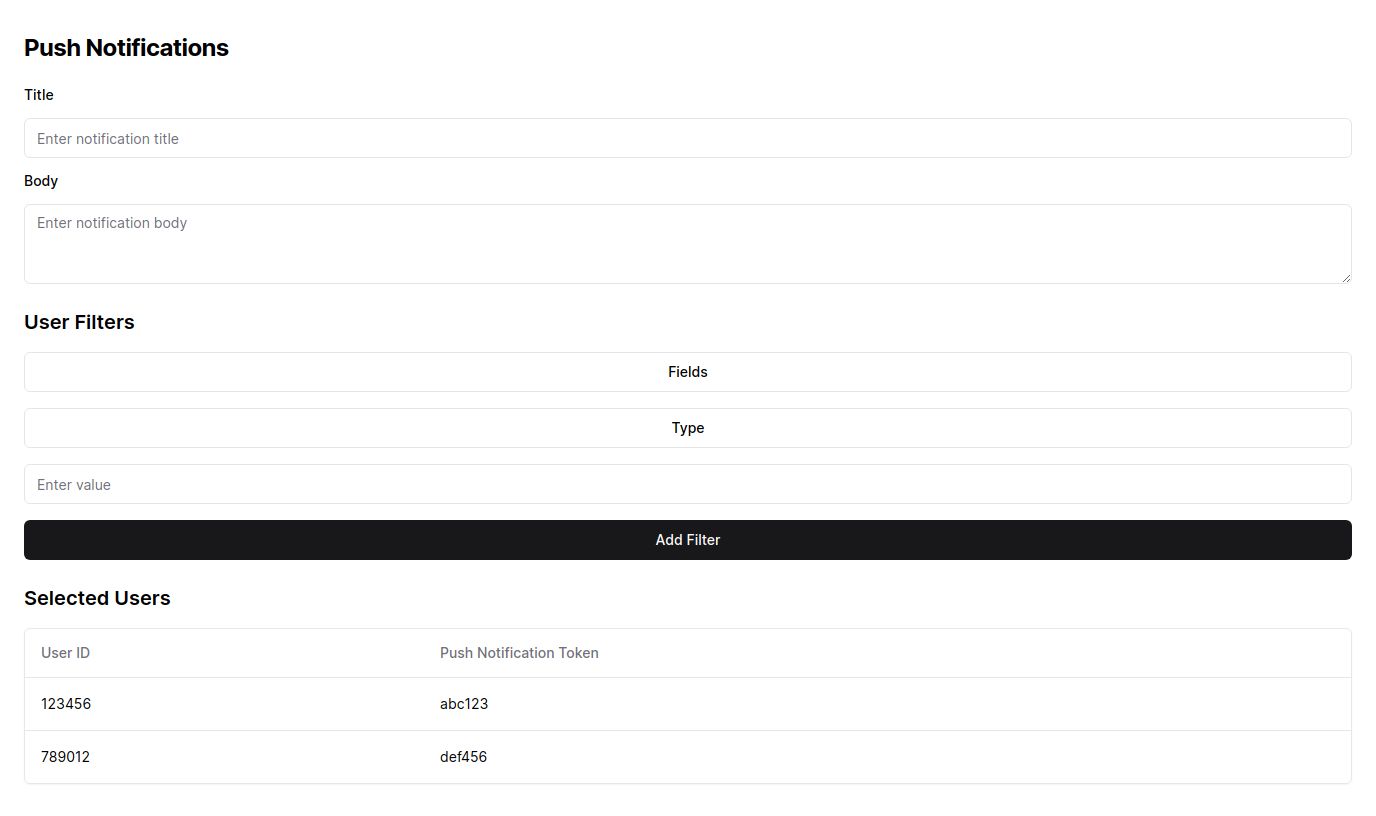 Push Notifications
Title
Enter notification title
Body
Enter notification body
User Filters
Fields
Type
Enter value
Add Filter
Selected Users
User ID Push Notification Token
123456 abc123
789012 def456